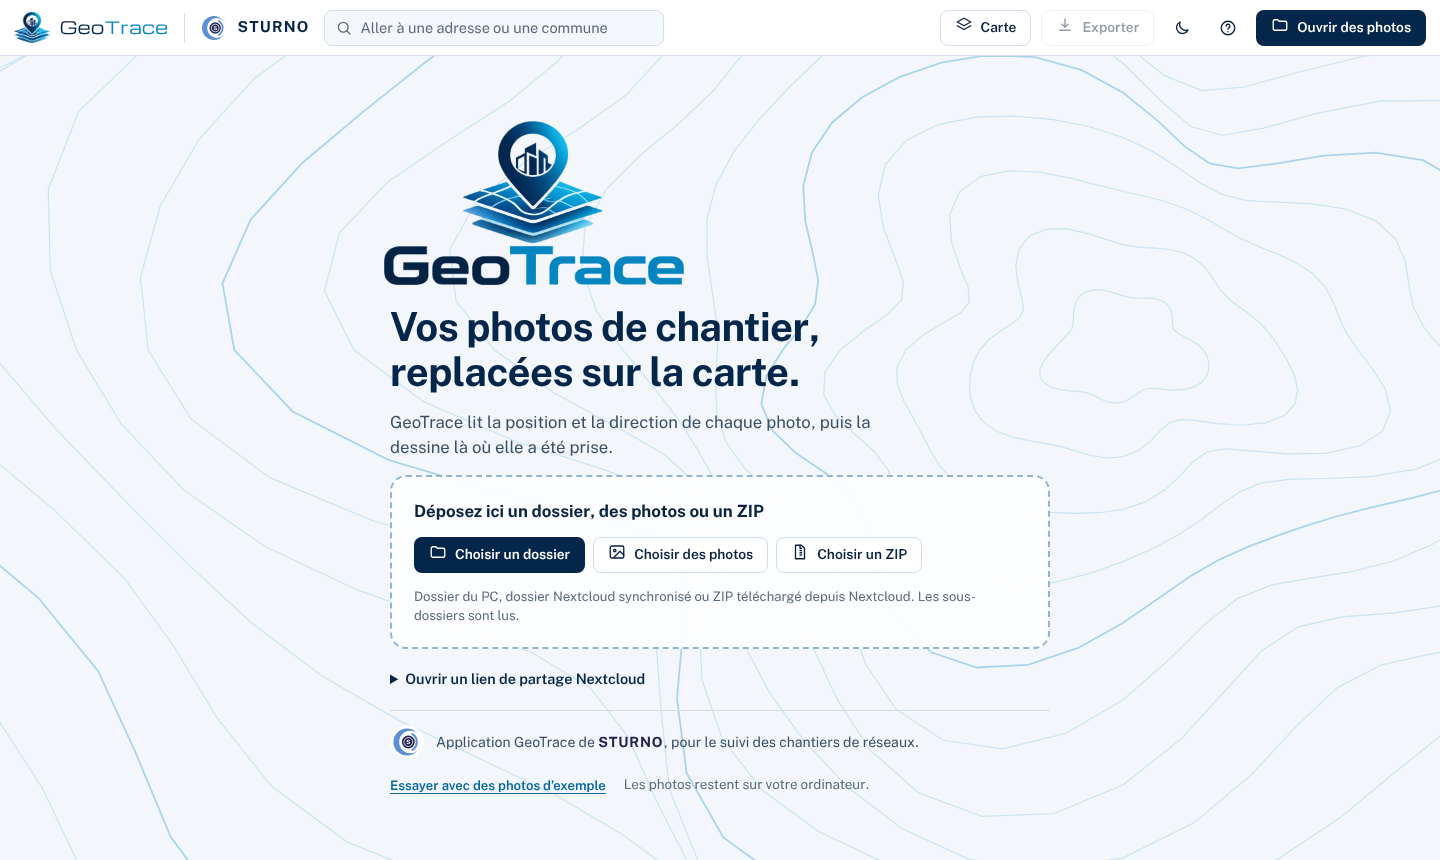 GeoTrace
STURNO
Aller à une adresse ou une commune
Carte
Exporter
Ouvrir des photos
GeoTrace
Vos photos de chantier,
replacées sur la carte.
GeoTrace lit la position et la direction de chaque photo, puis la
dessine là où elle a été prise.
Déposez ici un dossier, des photos ou un ZIP
Choisir un dossier
Choisir des photos
Choisir un ZIP
Dossier du PC, dossier Nextcloud synchronisé ou ZIP téléchargé depuis Nextcloud. Les sous-
dossiers sont lus.
Ouvrir un lien de partage Nextcloud
Application GeoTrace de STURNO, pour le suivi des chantiers de réseaux.
Essayer avec des photos d'exemple
Les photos restent sur votre ordinateur.